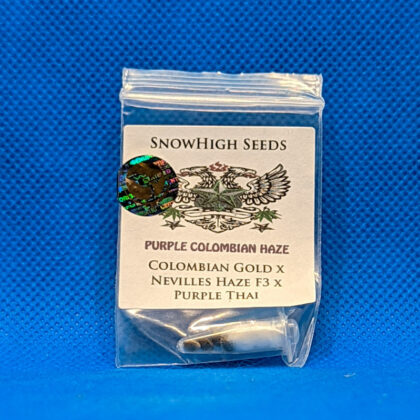 SNOWHIGH SEEDS
PURPLE COLOMBIAN HAZE
COLOMBIAN GOLD X
NEVILLES HAZE F3 X
PURPLE THAI